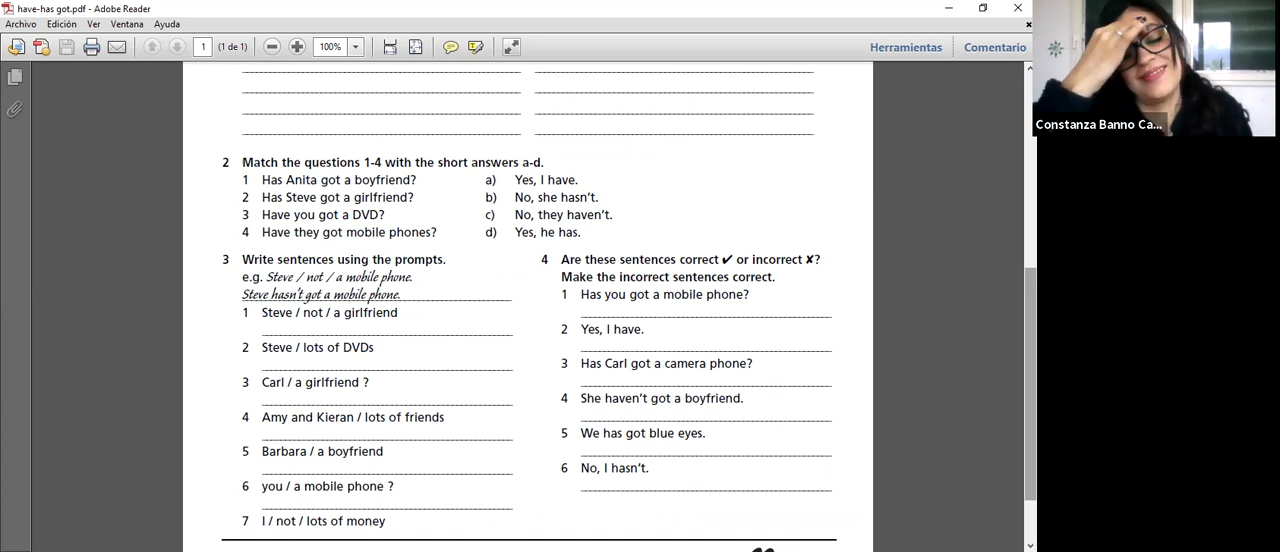 have-has got.pdf - Adobe Reader
Archivo Edición Ver Ventana Ayuda
1 (1 de 1) 100% Herramientas Comentario
Constanza Banno Ca...
2 Match the questions 1-4 with the short answers a-d.
1 Has Anita got a boyfriend? a) Yes, I have.
2 Has Steve got a girlfriend? b) No, she hasn't.
3 Have you got a DVD? c) No, they haven't.
4 Have they got mobile phones? d) Yes, he has.
3 Write sentences using the prompts.
e.g. Steve / not / a mobile phone.
Steve hasn't got a mobile phone.
1 Steve / not / a girlfriend
2 Steve / lots of DVDs
3 Carl / a girlfriend ?
4 Amy and Kieran / lots of friends
5 Barbara / a boyfriend
6 you / a mobile phone ?
7 I / not / lots of money
4 Are these sentences correct ✔ or incorrect ✘?
Make the incorrect sentences correct.
1 Has you got a mobile phone?
2 Yes, I have.
3 Has Carl got a camera phone?
4 She haven't got a boyfriend.
5 We has got blue eyes.
6 No, I hasn't.